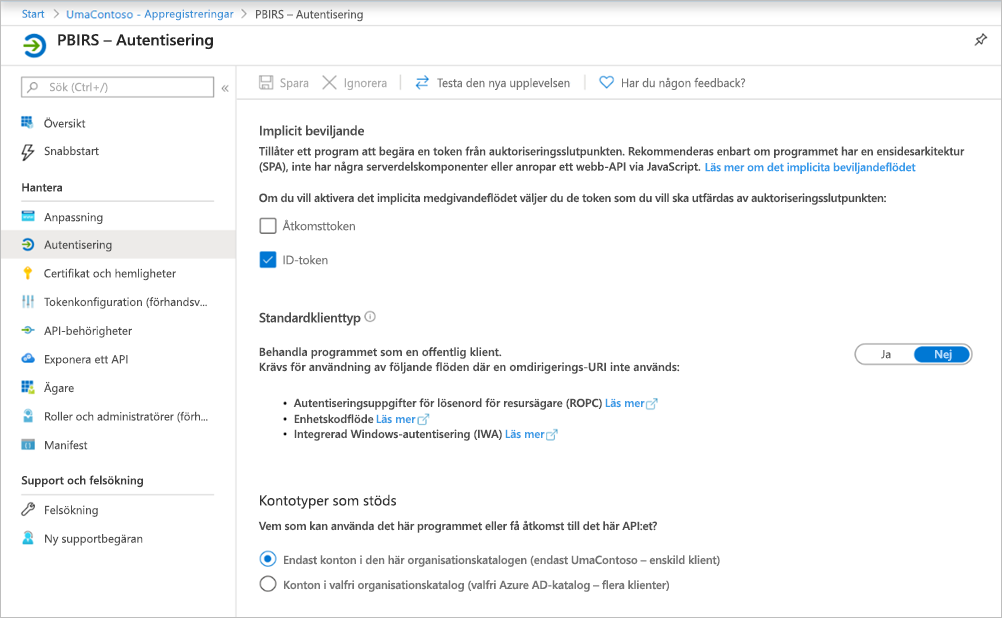 Start > UmaContoso - Appregistreringar > PBIRS – Autentisering
PBIRS – Autentisering
Sök (Ctrl+/)
«
Översikt
Snabbstart
Hantera
Anpassning
Autentisering
Certifikat och hemligheter
Tokenkonfiguration (förhandsv...
API-behörigheter
Exponera ett API
Ägare
Roller och administratörer (förh...
Manifest
Support och felsökning
Felsökning
Ny supportbegäran
Spara Ignorera Testa den nya upplevelsen Har du någon feedback?
Implicit beviljande
Tillåter ett program att begära en token från auktoriseringsslutpunkten. Rekommenderas enbart om programmet har en ensidesarkitektur
(SPA), inte har några serverdelskomponenter eller anropar ett webb-API via JavaScript. Läs mer om det implicita beviljandeflödet
Om du vill aktivera det implicita medgivandeflödet väljer du de token som du vill ska utfärdas av auktoriseringsslutpunkten:
Åtkomsttoken
ID-token
Standardklienttyp
Behandla programmet som en offentlig klient.
Ja Nej
Krävs för användning av följande flöden där en omdirigerings-URI inte används:
• Autentiseringsuppgifter för lösenord för resursägare (ROPC) Läs mer
• Enhetskodflöde Läs mer
• Integrerad Windows-autentisering (IWA) Läs mer
Kontotyper som stöds
Vem som kan använda det här programmet eller få åtkomst till det här API:et?
Endast konton i den här organisationskatalogen (endast UmaContoso – enskild klient)
Konton i valfri organisationskatalog (valfri Azure AD-katalog – flera klienter)